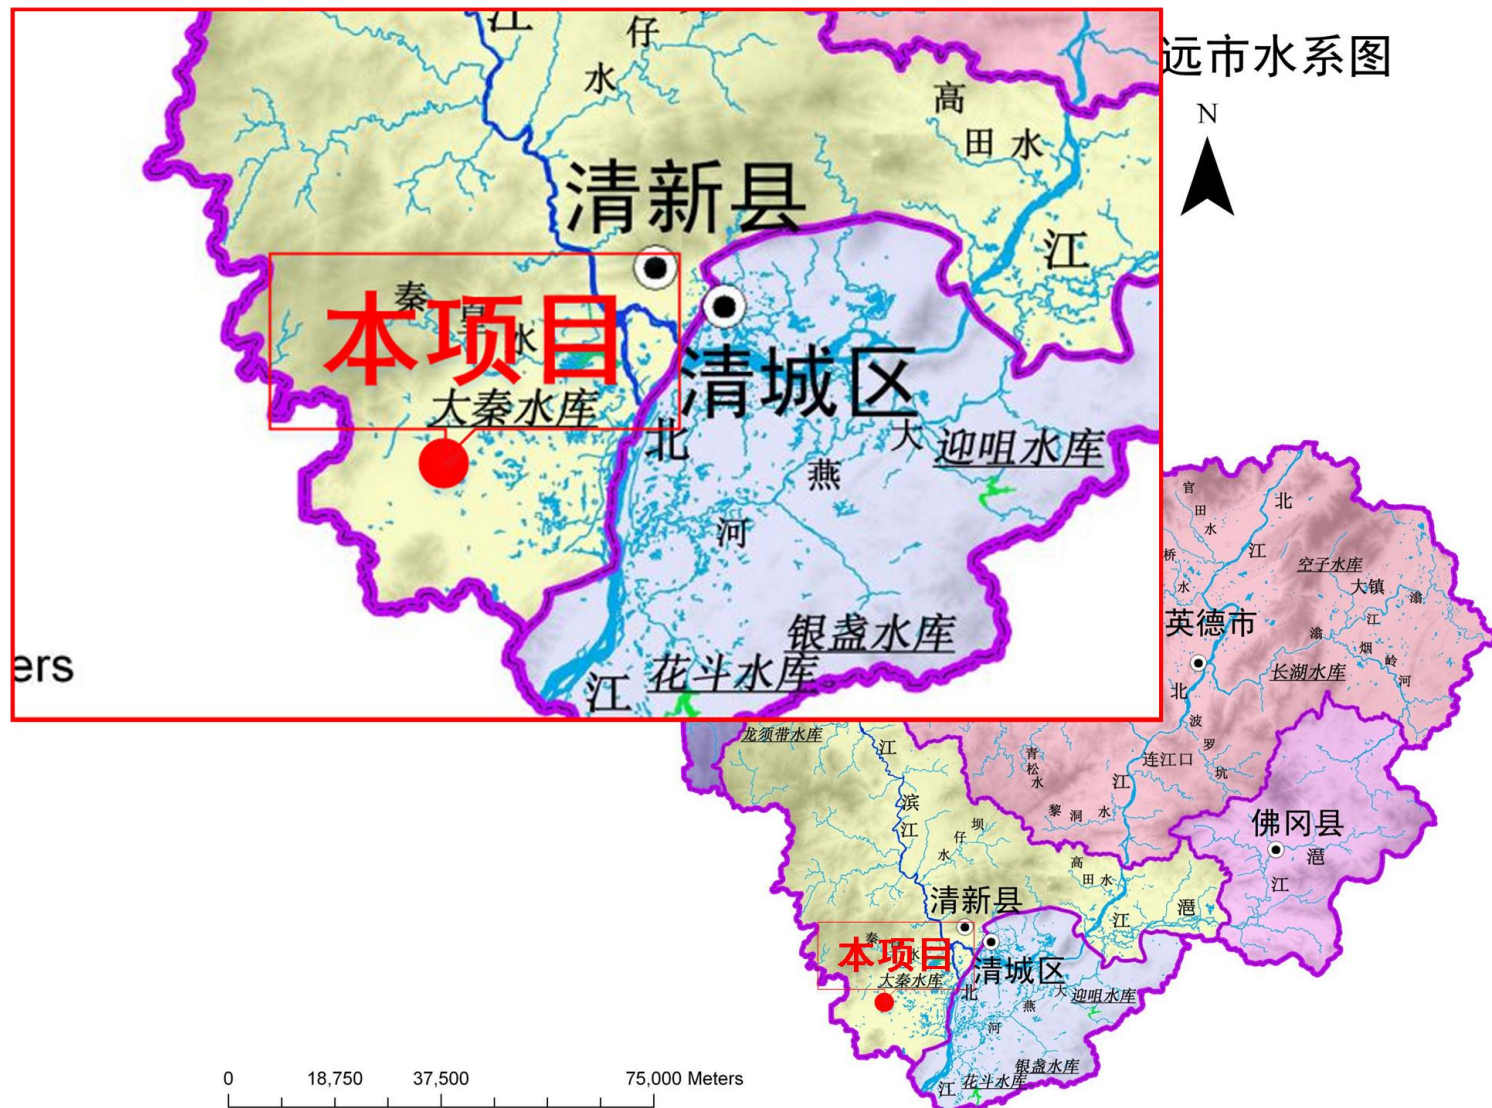 远市水系图
N
江
仔
水
高
田 水
清新县
江
秦
皇
水
本项目
大秦水库
清城区
北
大
燕
迎咀水库
河
银盏水库
花斗水库
江
ers
官
田
水
桥
水
北
江
空子水库
大镇
江
滃
滃
烟
岭
河
英德市
长湖水库
北
波
罗
坑
连江口
江
龙须带水库
江
滨
江
青
松
水
黎 洞 水
坝
仔
水
高
田 水
佛冈县
潖
江
清新县
江
潖
秦
水
本项目
大秦水库
清城区
北
大
燕
迎咀水库
河
银盏水库
花斗水库
江
0 18,750 37,500 75,000 Meters